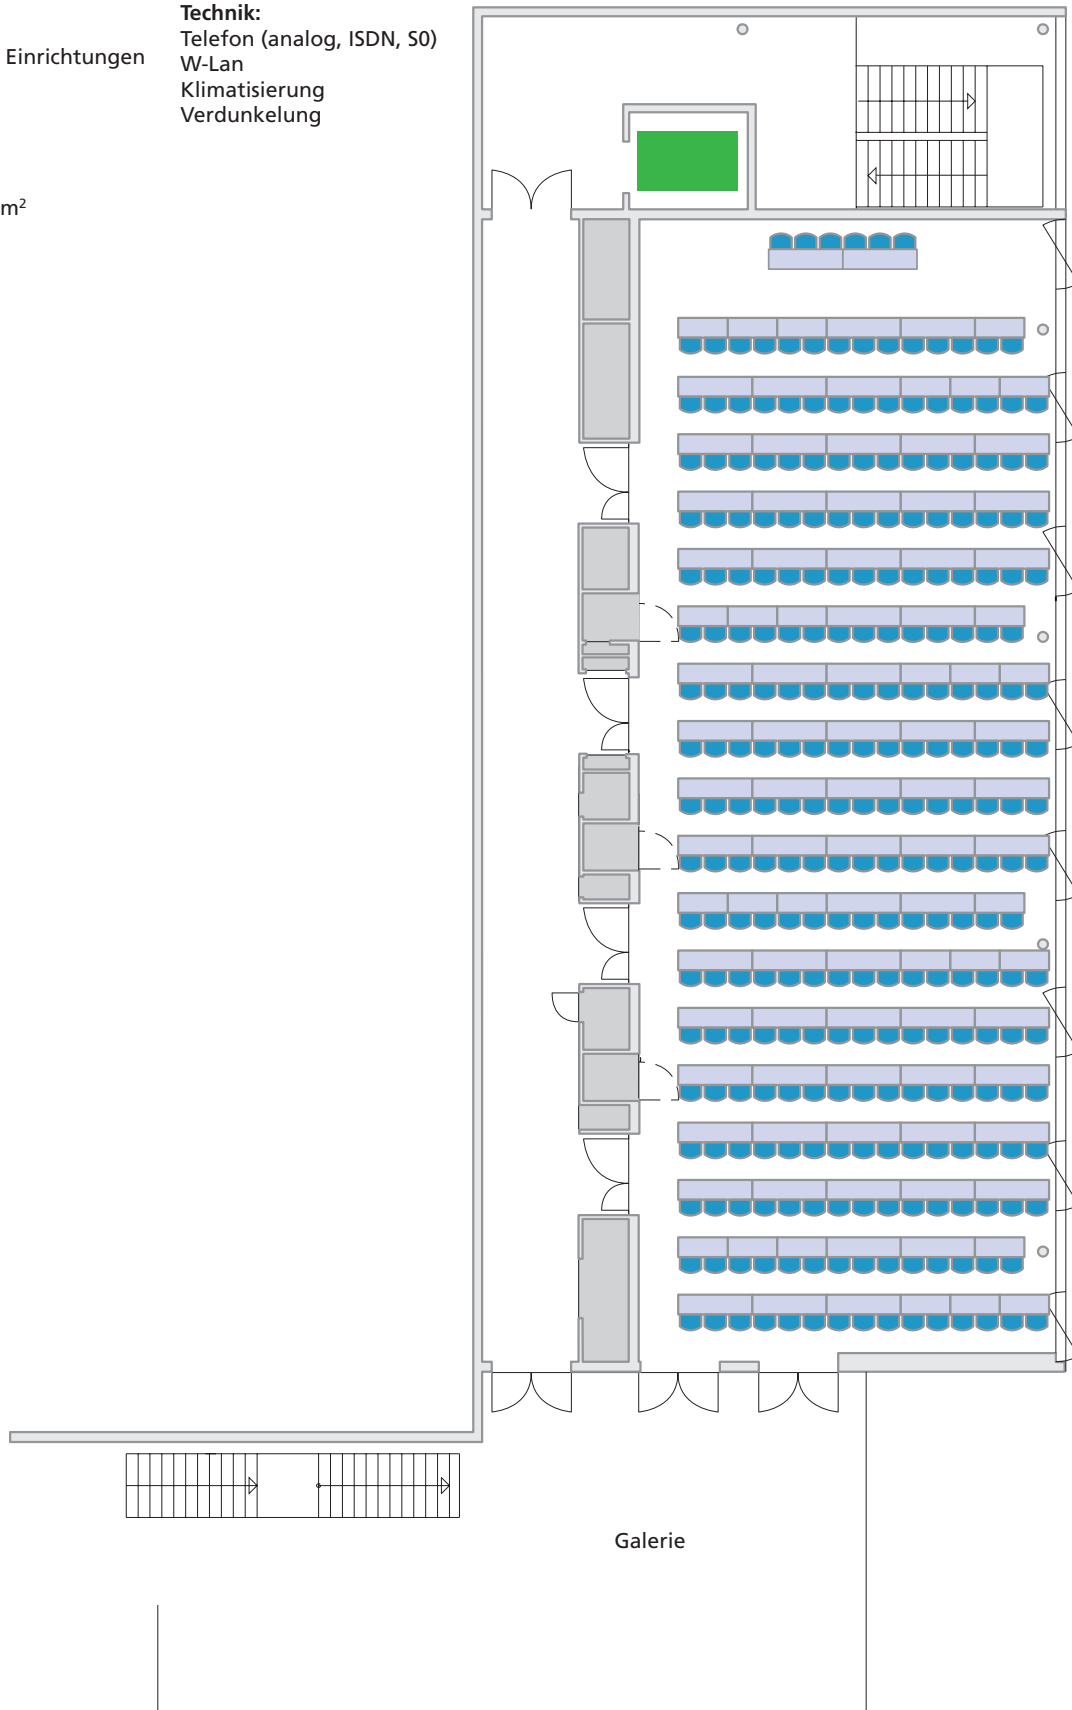 Einrichtungen
Technik:
Telefon (analog, ISDN, S0)
W-Lan
Klimatisierung
Verdunkelung
m²
Galerie